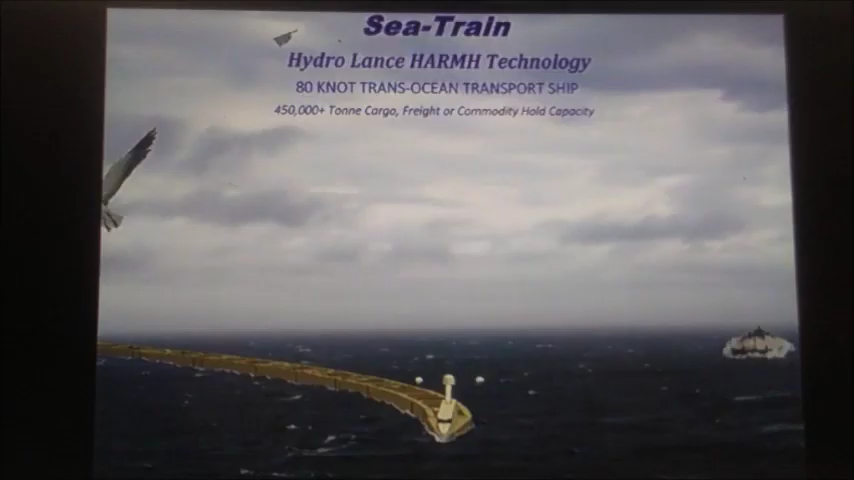 Sea-Train
Hydro Lance HARMH Technology
80 KNOT TRANS-OCEAN TRANSPORT SHIP
450,000+ Tonne Cargo, Freight or Commodity Hold Capacity